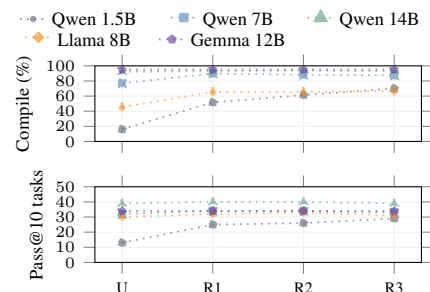 Qwen 1.5B Qwen 7B Qwen 14B
Llama 8B Gemma 12B
Compile (%)
100
80
60
40
20
0
Pass@10 tasks
50
40
30
20
10
0
U R1 R2 R3